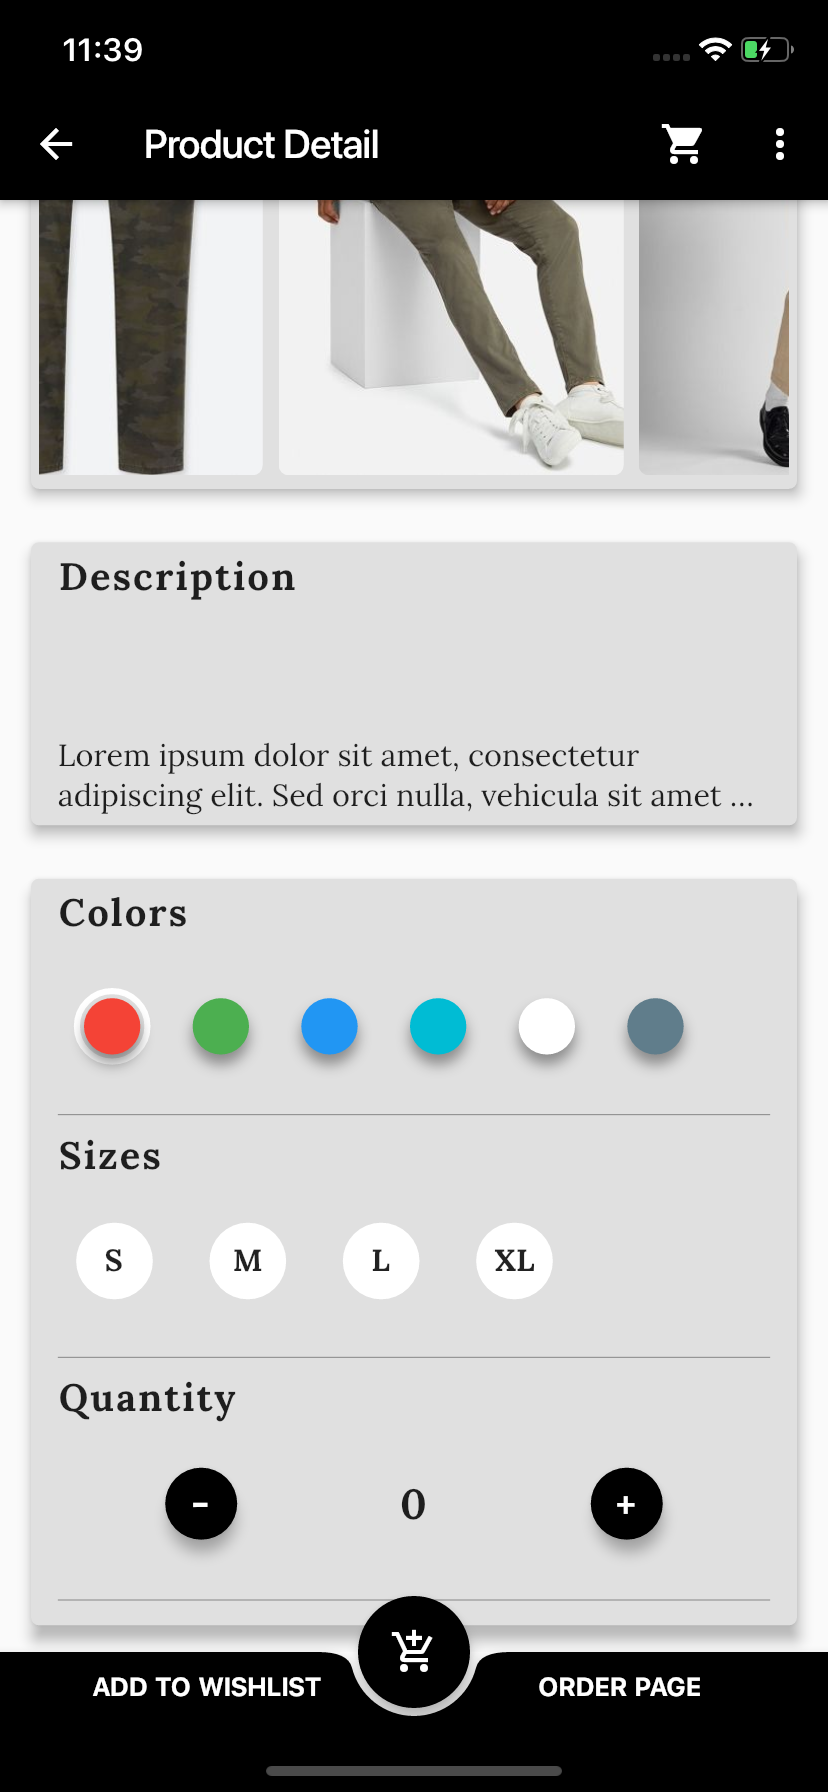 11:39
Product Detail
Description
Lorem ipsum dolor sit amet, consectetur
adipiscing elit. Sed orci nulla, vehicula sit amet ...
Colors
Sizes
S M L XL
Quantity
- 0 +
ADD TO WISHLIST ORDER PAGE